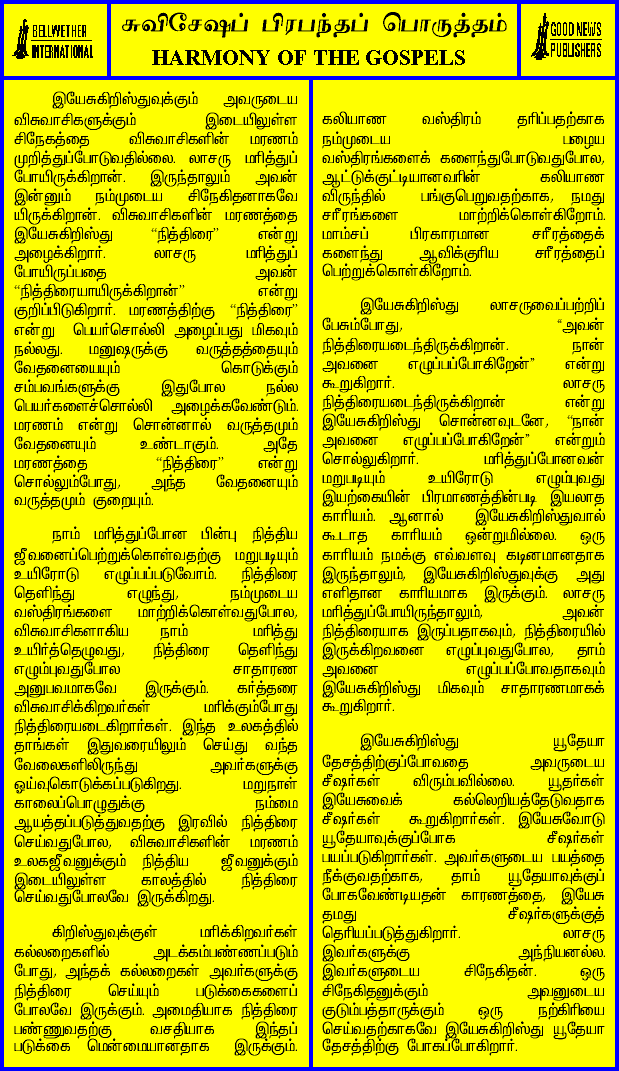 BELLWETHER
INTERNATIONAL
சுவிசேஷப் பிரபந்தப் பொருத்தம்
HARMONY OF THE GOSPELS
GOOD NEWS
PUBLISHERS
இயேசுகிறிஸ்துவுக்கும் அவருடைய
விசுவாசிகளுக்கும் இடையிலுள்ள
சிநேகத்தை விசுவாசிகளின் மரணம்
முறித்துப்போடுவதில்லை. லாசரு மரித்துப்
போயிருக்கிறான். இருந்தாலும் அவன்
இன்னும் நம்முடைய சிநேகிதனாகவே
யிருக்கிறான். விசுவாசிகளின் மரணத்தை
இயேசுகிறிஸ்து “நித்திரை” என்று
அழைக்கிறார். லாசரு மரித்துப்
போயிருப்பதை அவன்
“நித்திரையாயிருக்கிறான்” என்று
குறிப்பிடுகிறார். மரணத்திற்கு “நித்திரை”
என்று பெயர்சொல்லி அழைப்பது மிகவும்
நல்லது. மனுஷருக்கு வருத்தத்தையும்
வேதனையையும் கொடுக்கும்
சம்பவங்களுக்கு இதுபோல நல்ல
பெயர்களைச்சொல்லி அழைக்கவேண்டும்.
மரணம் என்று சொன்னால் வருத்தமும்
வேதனையும் உண்டாகும். அதே
மரணத்தை “நித்திரை” என்று
சொல்லும்போது, அந்த வேதனையும்
வருத்தமும் குறையும்.
நாம் மரித்துப்போன பின்பு நித்திய
ஜீவனைப்பெற்றுக்கொள்வதற்கு மறுபடியும்
உயிரோடு எழுப்பப்படுவோம். நித்திரை
தெளிந்து எழுந்து, நம்முடைய
வஸ்திரங்களை மாற்றிக்கொள்வதுபோல,
விசுவாசிகளாகிய நாம் மரித்து
உயிர்த்தெழுவது, நித்திரை தெளிந்து
எழும்புவதுபோல சாதாரண
அனுபவமாகவே இருக்கும். கர்த்தரை
விசுவாசிக்கிறவர்கள் மரிக்கும்போது
நித்திரையடைகிறார்கள். இந்த உலகத்தில்
தாங்கள் இதுவரையிலும் செய்து வந்த
வேலைகளிலிருந்து அவர்களுக்கு
ஓய்வுகொடுக்கப்படுகிறது. மறுநாள்
காலைப்பொழுதுக்கு நம்மை
ஆயத்தப்படுத்துவதற்கு இரவில் நித்திரை
செய்வதுபோல, விசுவாசிகளின் மரணம்
உலகஜீவனுக்கும் நித்திய ஜீவனுக்கும்
இடையிலுள்ள காலத்தில் நித்திரை
செய்வதுபோலவே இருக்கிறது.
கிறிஸ்துவுக்குள் மரிக்கிறவர்கள்
கல்லறைகளில் அடக்கம்பண்ணப்படும்
போது, அந்தக் கல்லறைகள் அவர்களுக்கு
நித்திரை செய்யும் படுக்கைகளைப்
போலவே இருக்கும். அமைதியாக நித்திரை
பண்ணுவதற்கு வசதியாக இந்தப்
படுக்கை மென்மையானதாக இருக்கும்.
கலியாண வஸ்திரம் தரிப்பதற்காக
நம்முடைய பழைய
வஸ்திரங்களைக் களைந்துபோடுவதுபோல,
ஆட்டுக்குட்டியானவரின் கலியாண
விருந்தில் பங்குபெறுவதற்காக, நமது
சரீரங்களை மாற்றிக்கொள்கிறோம்.
மாம்சப் பிரகாரமான சரீரத்தைக்
களைந்து ஆவிக்குரிய சரீரத்தைப்
பெற்றுக்கொள்கிறோம்.
இயேசுகிறிஸ்து லாசருவைப்பற்றிப்
பேசும்போது, “அவன்
நித்திரையடைந்திருக்கிறான். நான்
அவனை எழுப்பப்போகிறேன்” என்று
கூறுகிறார். லாசரு
நித்திரையடைந்திருக்கிறான் என்று
இயேசுகிறிஸ்து சொன்னவுடனே, “நான்
அவனை எழுப்பப்போகிறேன்” என்றும்
சொல்லுகிறார். மரித்துப்போனவன்
மறுபடியும் உயிரோடு எழும்புவது
இயற்கையின் பிரமாணத்தின்படி இயலாத
காரியம். ஆனால் இயேசுகிறிஸ்துவால்
கூடாத காரியம் ஒன்றுமில்லை. ஒரு
காரியம் நமக்கு எவ்வளவு கடினமானதாக
இருந்தாலும், இயேசுகிறிஸ்துவுக்கு அது
எளிதான காரியமாக இருக்கும். லாசரு
மரித்துப்போயிருந்தாலும், அவன்
நித்திரையாக இருப்பதாகவும், நித்திரையில்
இருக்கிறவனை எழுப்புவதுபோல, தாம்
அவனை எழுப்பப்போவதாகவும்
இயேசுகிறிஸ்து மிகவும் சாதாரணமாகக்
கூறுகிறார்.
இயேசுகிறிஸ்து யூதேயா
தேசத்திற்குப்போவதை அவருடைய
சீஷர்கள் விரும்பவில்லை. யூதர்கள்
இயேசுவைக் கல்லெறியத்தேடுவதாக
சீஷர்கள் கூறுகிறார்கள். இயேசுவோடு
யூதேயாவுக்குப்போக சீஷர்கள்
பயப்படுகிறார்கள். அவர்களுடைய பயத்தை
நீக்குவதற்காக, தாம் யூதேயாவுக்குப்
போகவேண்டியதன் காரணத்தை, இயேசு
தமது சீஷர்களுக்குத்
தெரியப்படுத்துகிறார். லாசரு
இவர்களுக்கு அந்நியனல்ல.
இவர்களுடைய சிநேகிதன். ஒரு
சிநேகிதனுக்கும் அவனுடைய
குடும்பத்தாருக்கும் ஒரு நற்கிரியை
செய்வதற்காகவே இயேசுகிறிஸ்து யூதேயா
தேசத்திற்கு போகப்போகிறார்.